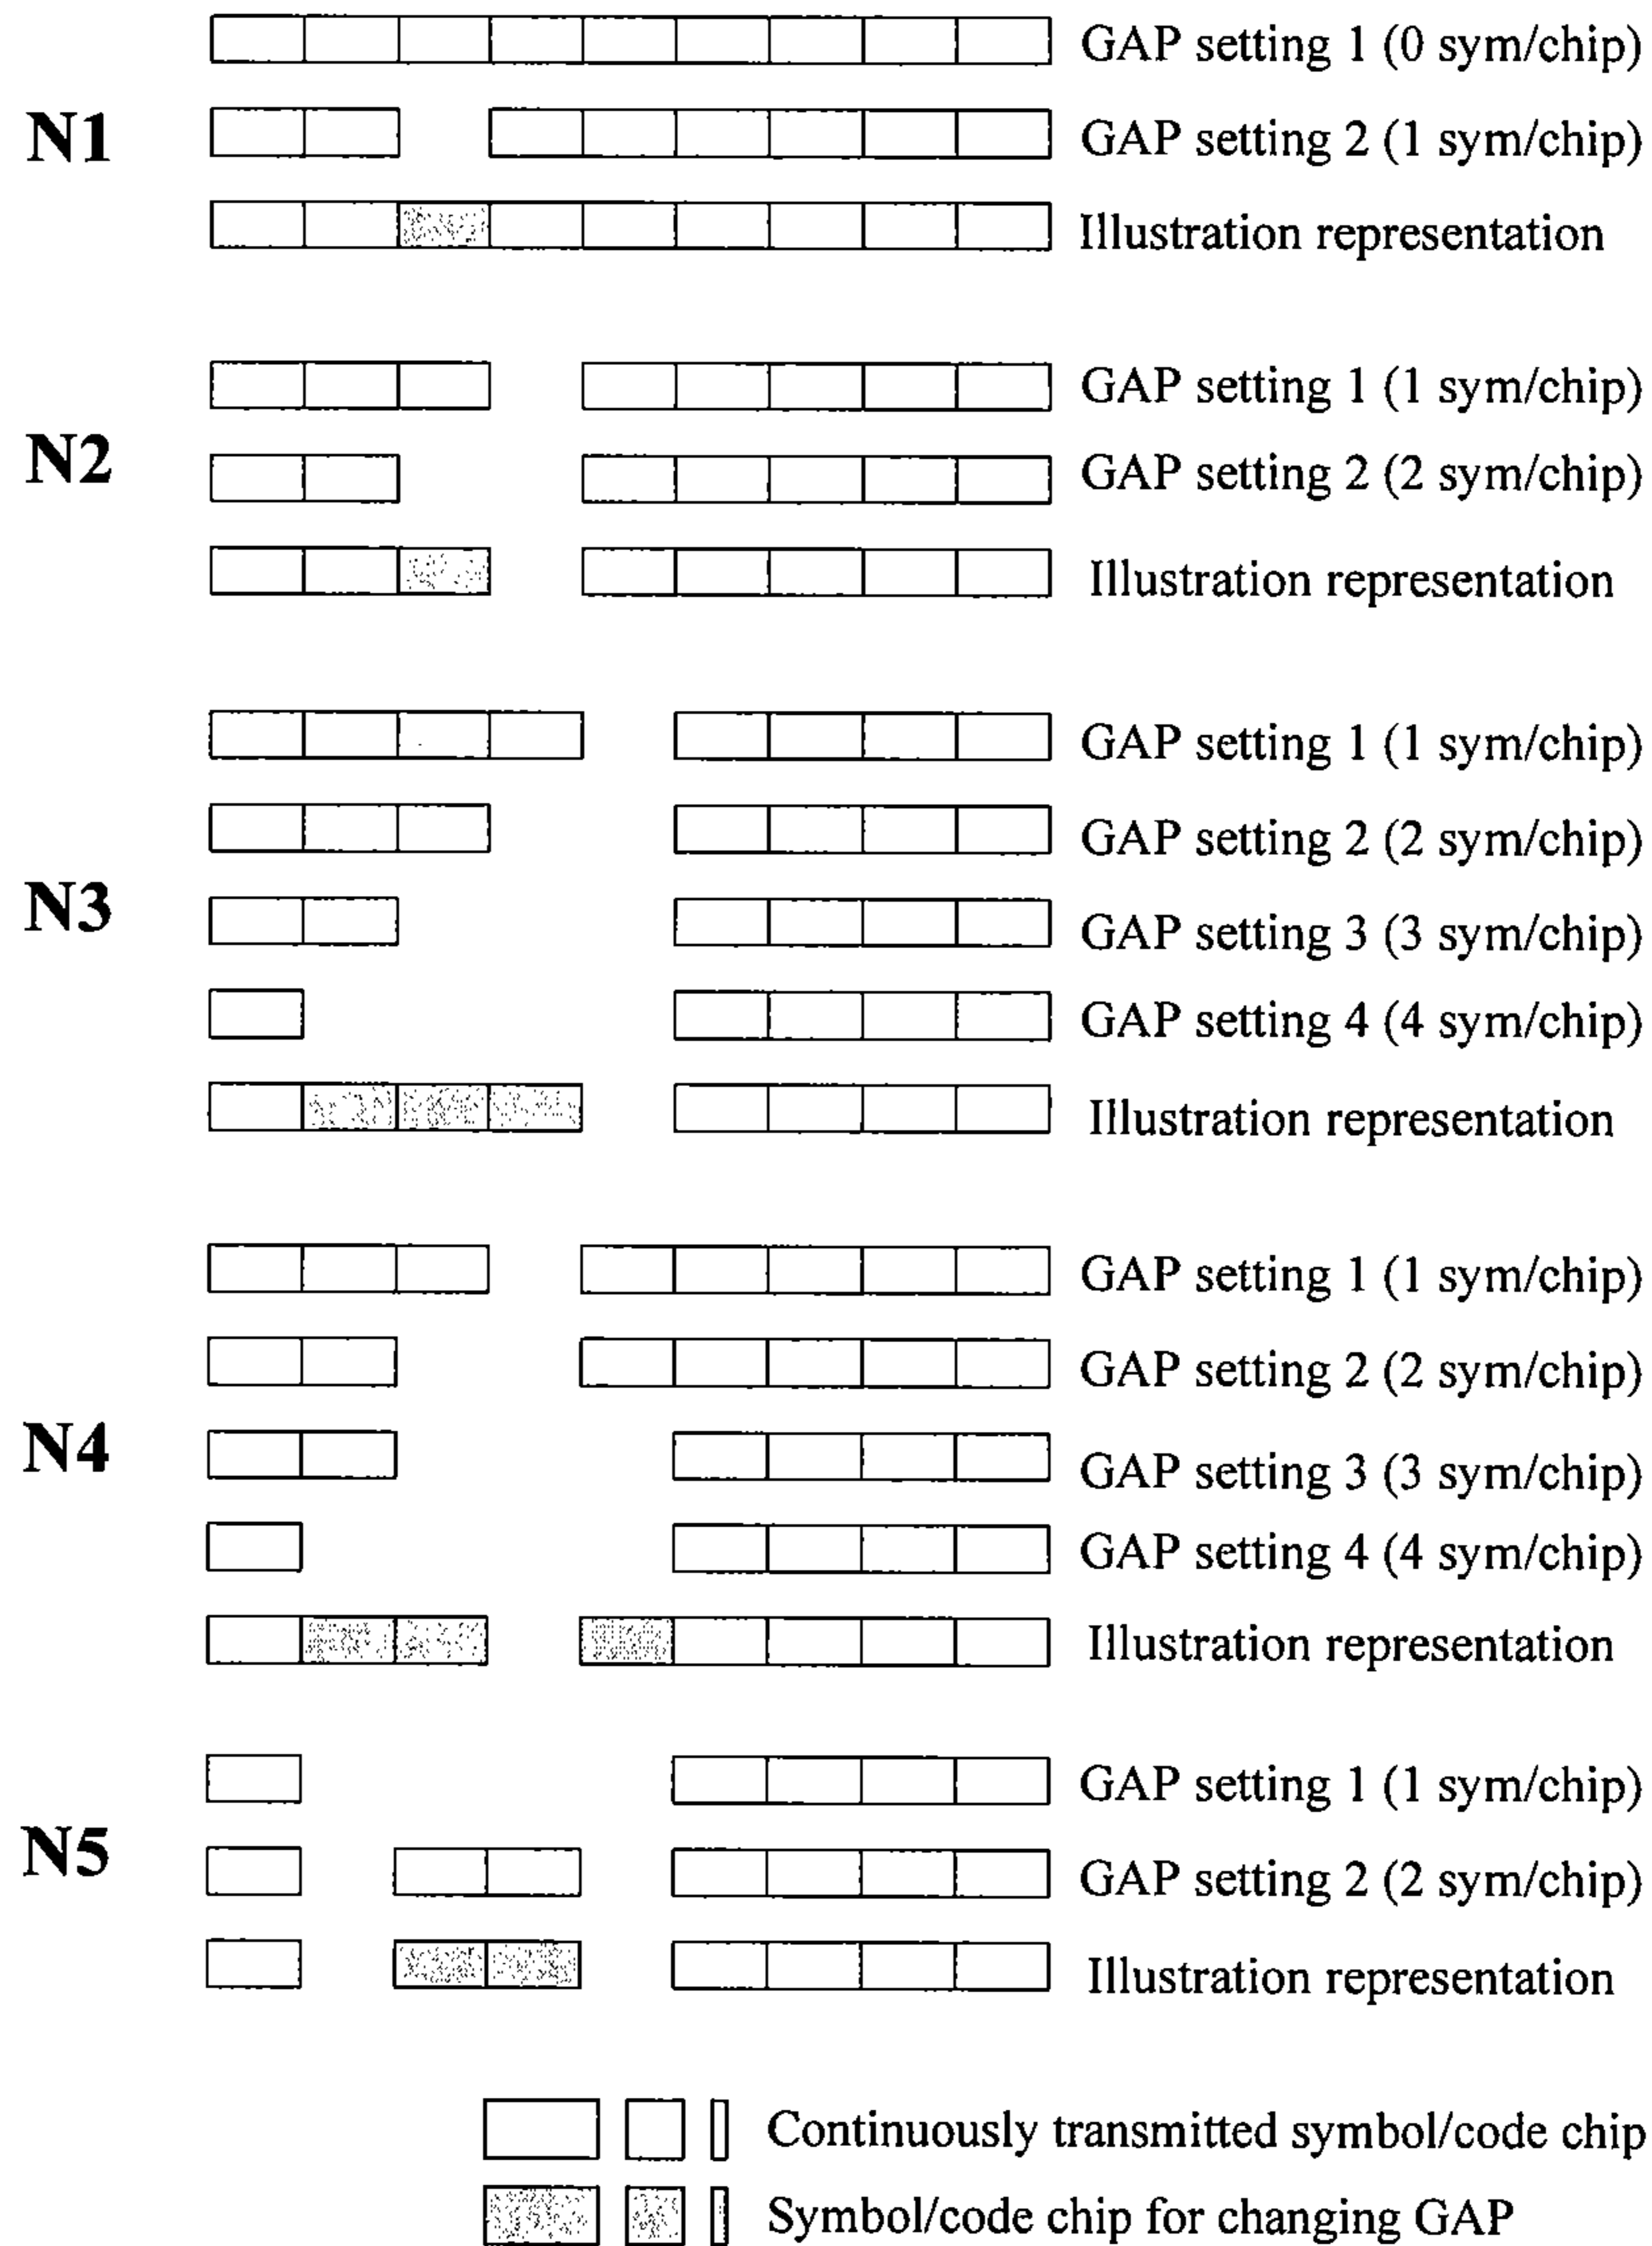 GAP setting 1 (0 sym/chip)
N1
GAP setting 2 (1 sym/chip)
Illustration representation
GAP setting 1 (1 sym/chip)
N2
GAP setting 2 (2 sym/chip)
Illustration representation
GAP setting 1 (1 sym/chip)
GAP setting 2 (2 sym/chip)
N3
GAP setting 3 (3 sym/chip)
GAP setting 4 (4 sym/chip)
Illustration representation
GAP setting 1 (1 sym/chip)
GAP setting 2 (2 sym/chip)
N4
GAP setting 3 (3 sym/chip)
GAP setting 4 (4 sym/chip)
Illustration representation
GAP setting 1 (1 sym/chip)
N5
GAP setting 2 (2 sym/chip)
Illustration representation
Continuously transmitted symbol/code chip
Symbol/code chip for changing GAP